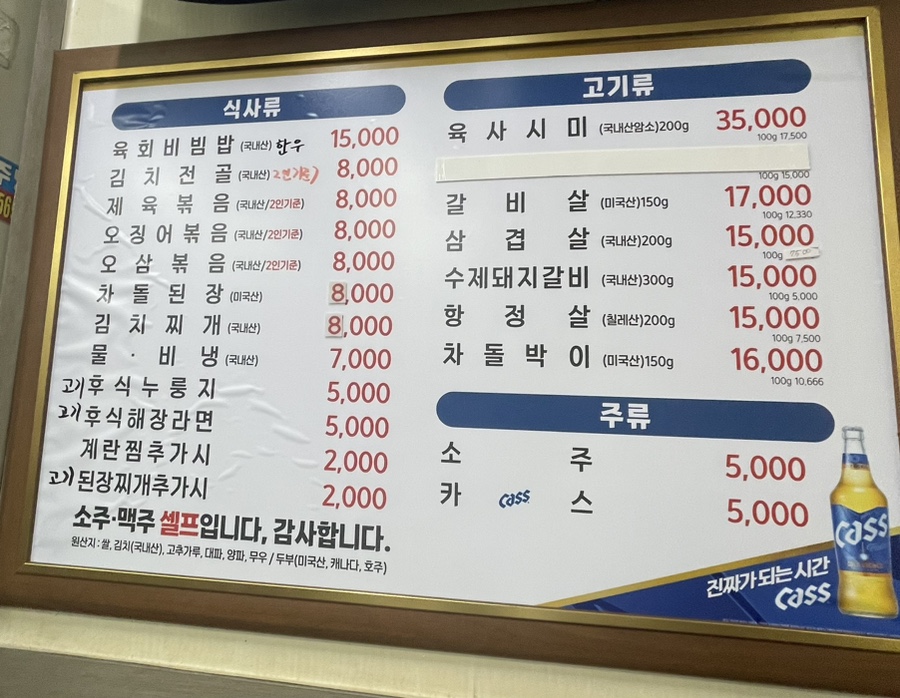 식사류
육회비빔밥 (국내산) 한우 15,000
김치전골 (국내산) 2인기준) 8,000
제육볶음 (국내산/2인기준) 8,000
오징어볶음 (국내산/2인기준) 8,000
오삼볶음 (국내산/2인기준) 8,000
차돌된장 (미국산) 8,000
김치찌개 (국내산) 8,000
물·비냉 (국내산) 7,000
고기후식누룽지 5,000
고기후식해장라면 5,000
계란찜추가시 2,000
고기된장찌개추가시 2,000
소주·맥주 셀프입니다, 감사합니다.
원산지 : 쌀, 김치(국내산), 고추가루, 대파, 양파, 무우 / 두부(미국산, 캐나다, 호주)
고기류
육사시미 (국내산암소)200g 35,000
100g 17,500
100g 15,000
갈비살 (미국산)150g 17,000
100g 12,330
삼겹살 (국내산)200g 15,000
100g 7500
수제돼지갈비 (국내산)300g 15,000
100g 5,000
항정살 (칠레산)200g 15,000
100g 7,500
차돌박이 (미국산)150g 16,000
100g 10,666
주류
소주 5,000
카 Cass 스 5,000
Cass
진짜가 되는 시간
Cass